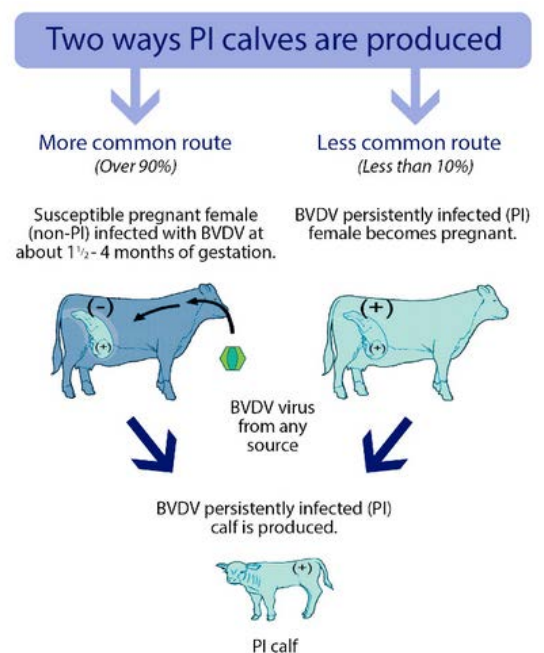 Two ways PI calves are produced
More common route
(Over 90%)
Susceptible pregnant female
(non-PI) infected with BVDV at
about 1 1/2 - 4 months of gestation.
(-)
(+)
Less common route
(Less than 10%)
BVDV persistently infected (PI)
female becomes pregnant.
(+)
(+)
BVDV virus
from any
source
BVDV persistently infected (PI)
calf is produced.
(+)
PI calf